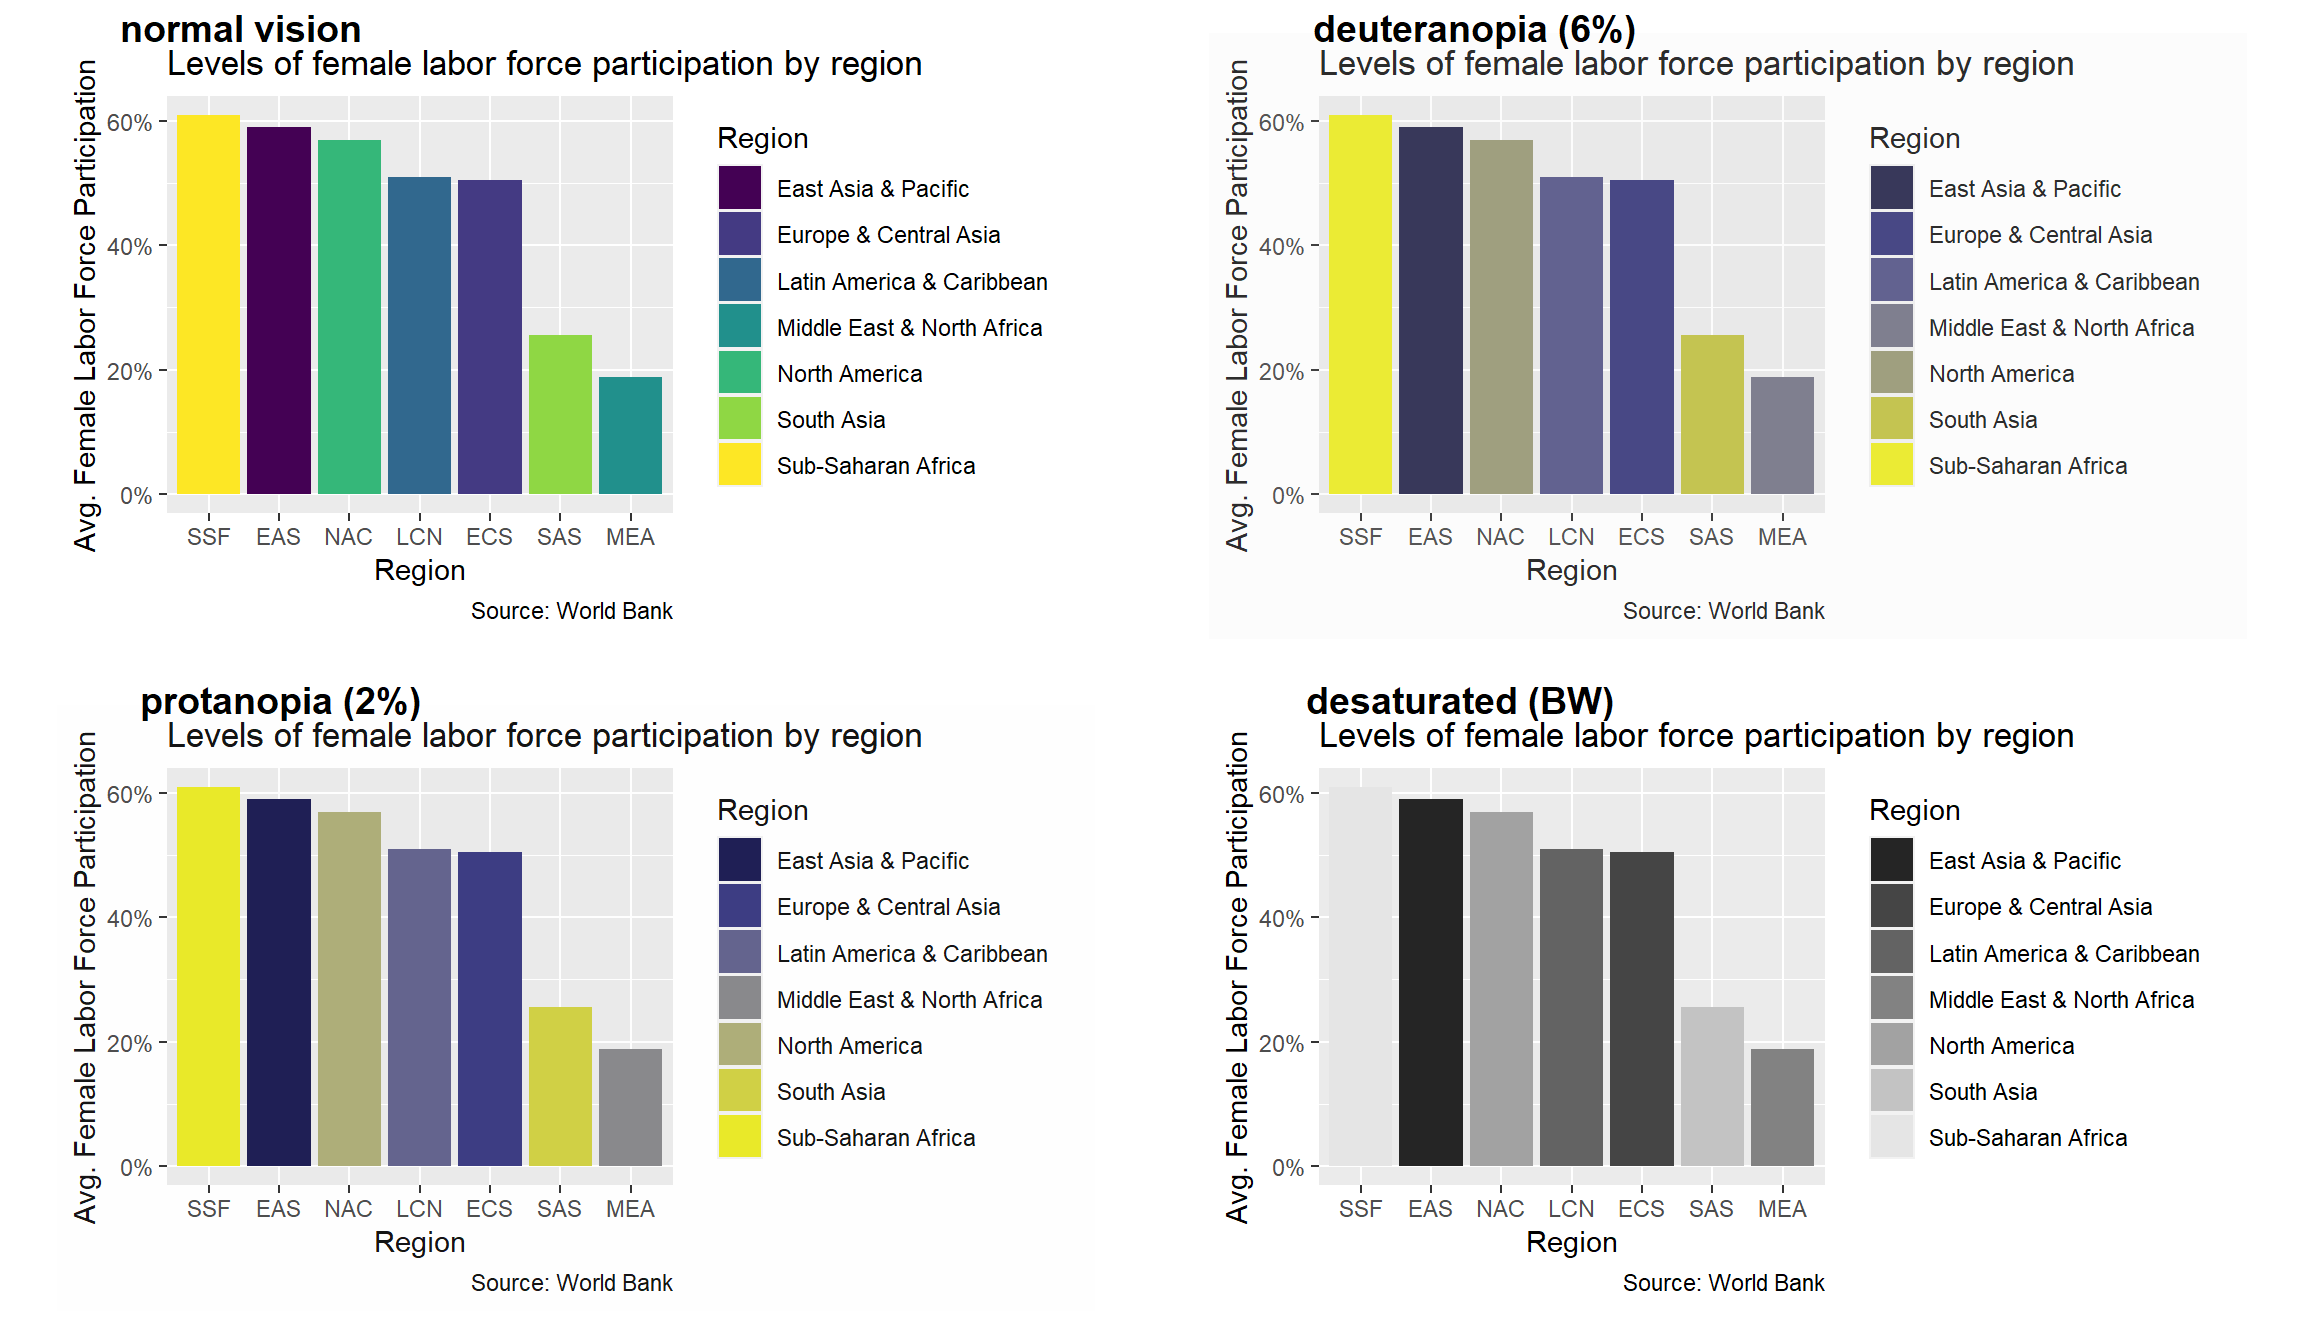 normal vision
Levels of female labor force participation by region
Avg. Female Labor Force Participation
60%
40%
20%
0%
SSF EAS NAC LCN ECS SAS MEA
Region
Source: World Bank
Region
East Asia & Pacific
Europe & Central Asia
Latin America & Caribbean
Middle East & North Africa
North America
South Asia
Sub-Saharan Africa
deuteranopia (6%)
Levels of female labor force participation by region
Avg. Female Labor Force Participation
60%
40%
20%
0%
SSF EAS NAC LCN ECS SAS MEA
Region
Source: World Bank
Region
East Asia & Pacific
Europe & Central Asia
Latin America & Caribbean
Middle East & North Africa
North America
South Asia
Sub-Saharan Africa
protanopia (2%)
Levels of female labor force participation by region
Avg. Female Labor Force Participation
60%
40%
20%
0%
SSF EAS NAC LCN ECS SAS MEA
Region
Source: World Bank
Region
East Asia & Pacific
Europe & Central Asia
Latin America & Caribbean
Middle East & North Africa
North America
South Asia
Sub-Saharan Africa
desaturated (BW)
Levels of female labor force participation by region
Avg. Female Labor Force Participation
60%
40%
20%
0%
SSF EAS NAC LCN ECS SAS MEA
Region
Source: World Bank
Region
East Asia & Pacific
Europe & Central Asia
Latin America & Caribbean
Middle East & North Africa
North America
South Asia
Sub-Saharan Africa